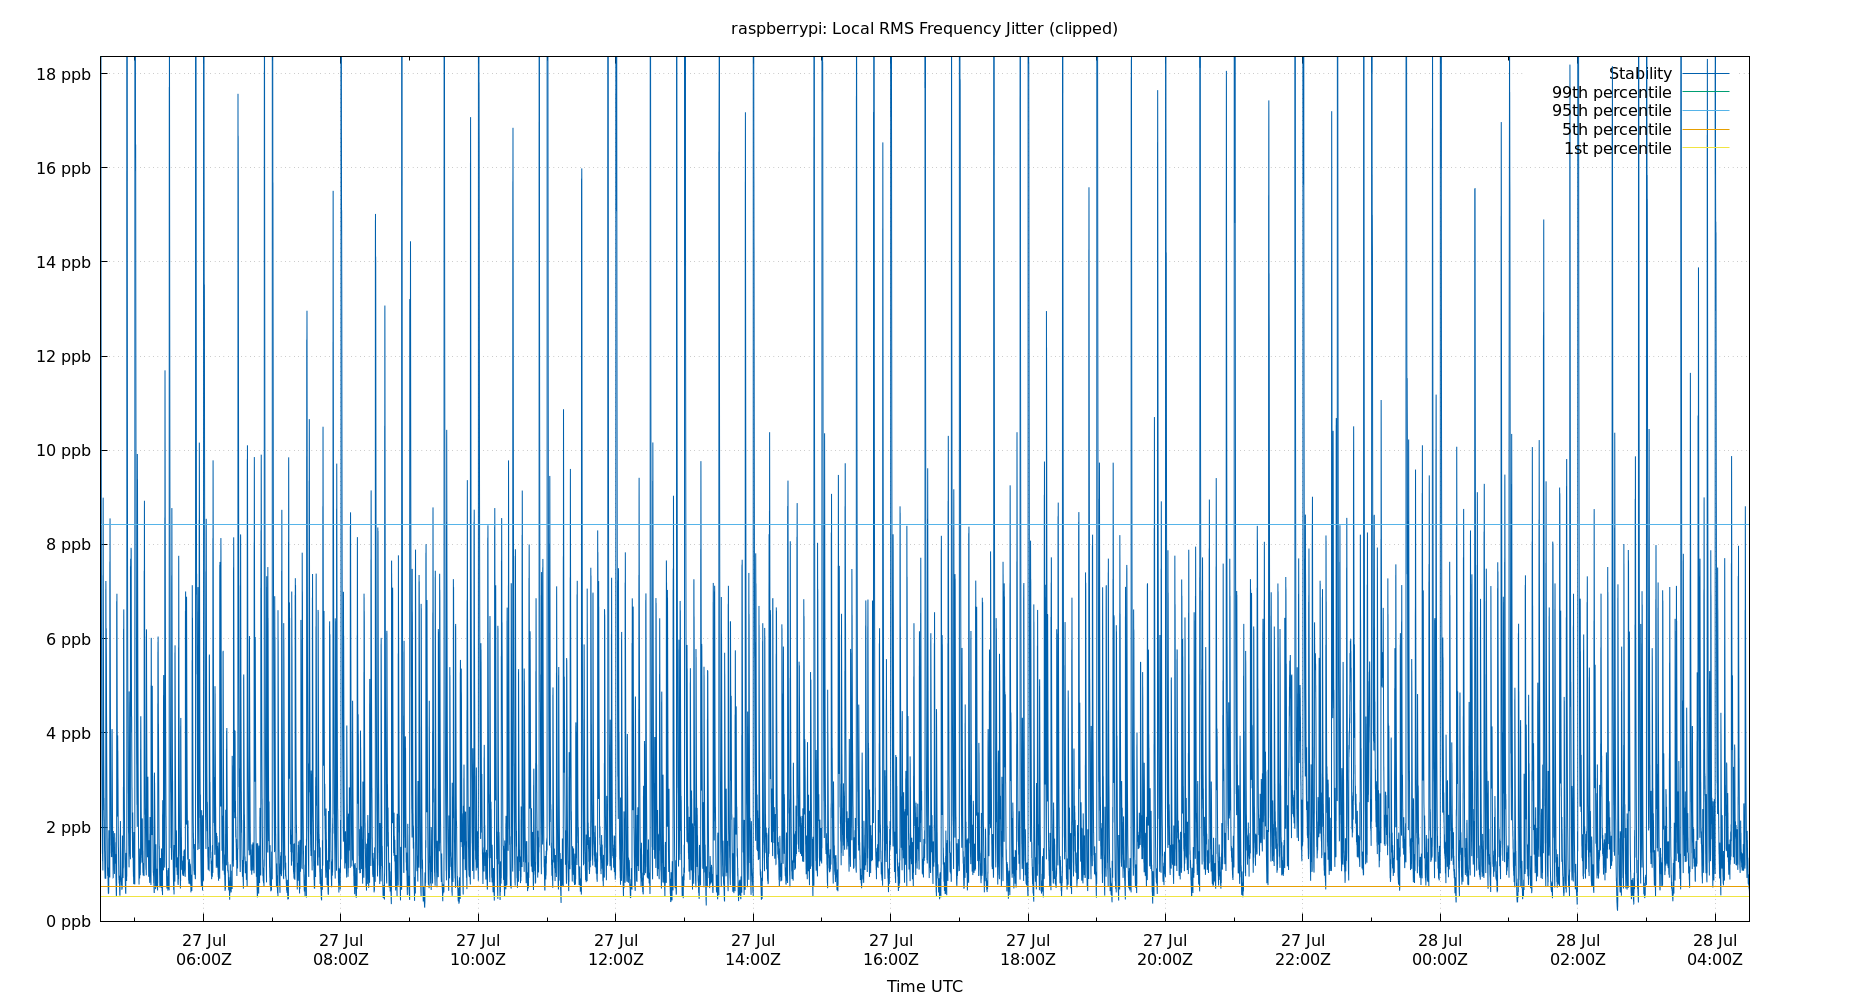 raspberrypi: Local RMS Frequency Jitter (clipped)
18 ppb
16 ppb
14 ppb
12 ppb
10 ppb
8 ppb
6 ppb
4 ppb
2 ppb
0 ppb
Stability
99th percentile
95th percentile
5th percentile
1st percentile
27 Jul 27 Jul 27 Jul 27 Jul 27 Jul 27 Jul 27 Jul 27 Jul 27 Jul 28 Jul 28 Jul 28 Jul
06:00Z 08:00Z 10:00Z 12:00Z 14:00Z 16:00Z 18:00Z 20:00Z 22:00Z 00:00Z 02:00Z 04:00Z
Time UTC